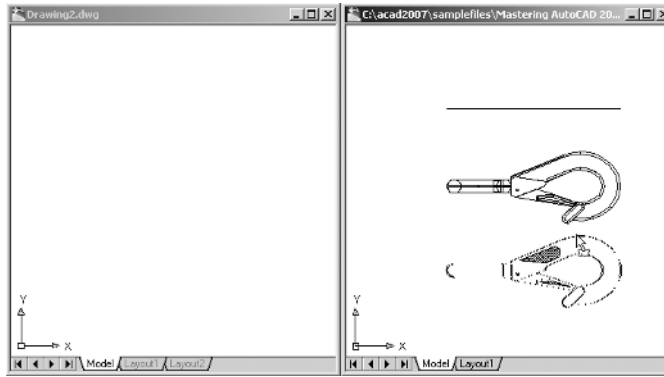 Drawing2.dwg
C:\acad2007\samplefiles\Mastering AutoCAD 20...
Y
X
Model Layout1 Layout2
Y
X
Model Layout1